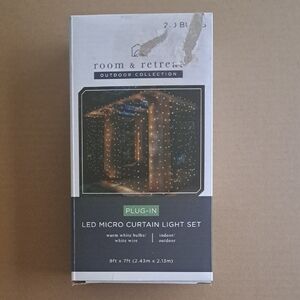 room & retreat
OUTDOOR COLLECTION
PLUG-IN
LED MICRO CURTAIN LIGHT SET
warm white bulbs/ indoor/
white wire outdoor
8ft x 7ft (2.43m x 2.13m)